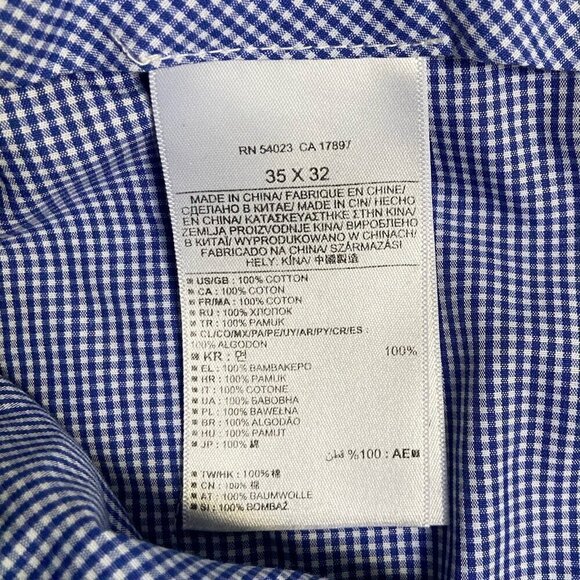 RN 54023 CA 17897
35 X 32
MADE IN CHINA/ FABRIQUE EN CHINE/
СДЕЛАНО В КИТАЕ/ MADE IN CIN/ HECHO
EN CHINA/ ΚΑΤΑΣΚΕΥΑΣΤΗΚΕ ΣΤΗΝ ΚΙΝΑ/
ZEMLJA PROIZVODNJE KINA/ ВИРОБЛЕНО
В КИТАЇ/ WYPRODUKOWANO W CHINACH/
FABRICADO NA CHINA/ SZÁRMAZÁSI
HELY: KÍNA/ 中國製造
US/GB : 100% COTTON
CA : 100% COTON
FR/MA : 100% COTON
RU : 100% ХЛОПОК
TR : 100% PAMUK
CL/CO/MX/PA/PE/UY/AR/PY/CR/ES :
100% ALGODON
KR : 면 100%
EL : 100% ΒΑΜΒΑΚΕΡΟ
HR : 100% PAMUK
IT : 100% COTONE
UA : 100% БАВОВНА
PL : 100% BAWEŁNA
BR : 100% ALGODÃO
HU : 100% PAMUT
JP : 100% 綿
AE : 100% قطن
TW/HK : 100% 棉
CN : 100% 棉
AT : 100% BAUMWOLLE
SI : 100% BOMBAŽ